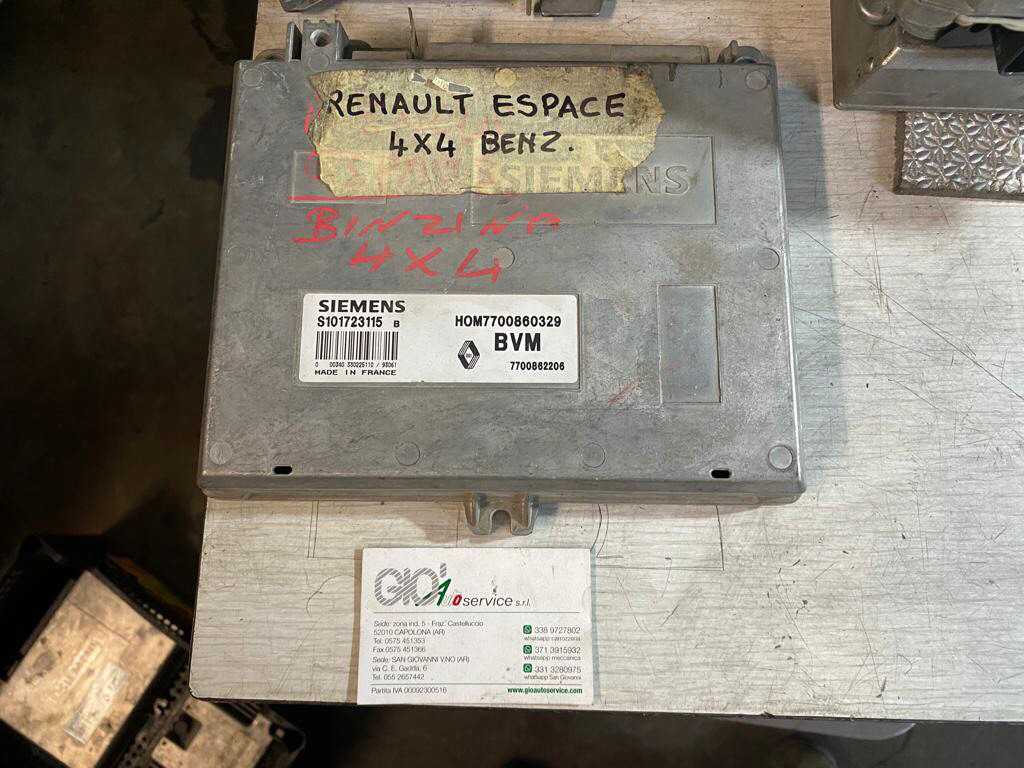 RENAULT ESPACE
4X4 BENZ.
SIEMENS
BINZINA
4X4
SIEMENS
S101723115 B
HOM7700860329
BVM
7700862206
MADE IN FRANCE
GIO'
Autoservice s.r.l.
Sede: zona ind. 5 - Fraz. Castelluccio
52010 CAPOLONA (AR)
Tel. 0575 451353
Fax 0575 451366
Sede: SAN GIOVANNI V.NO (AR)
via C. E. Gadda, 6
Tel. 055 2657442
Partita IVA 00092300516
338 9727802
whatsapp carrozzeria
371 3915932
whatsapp meccanica
331 3280975
whatsapp San Giovanni
www.gioautoservice.com